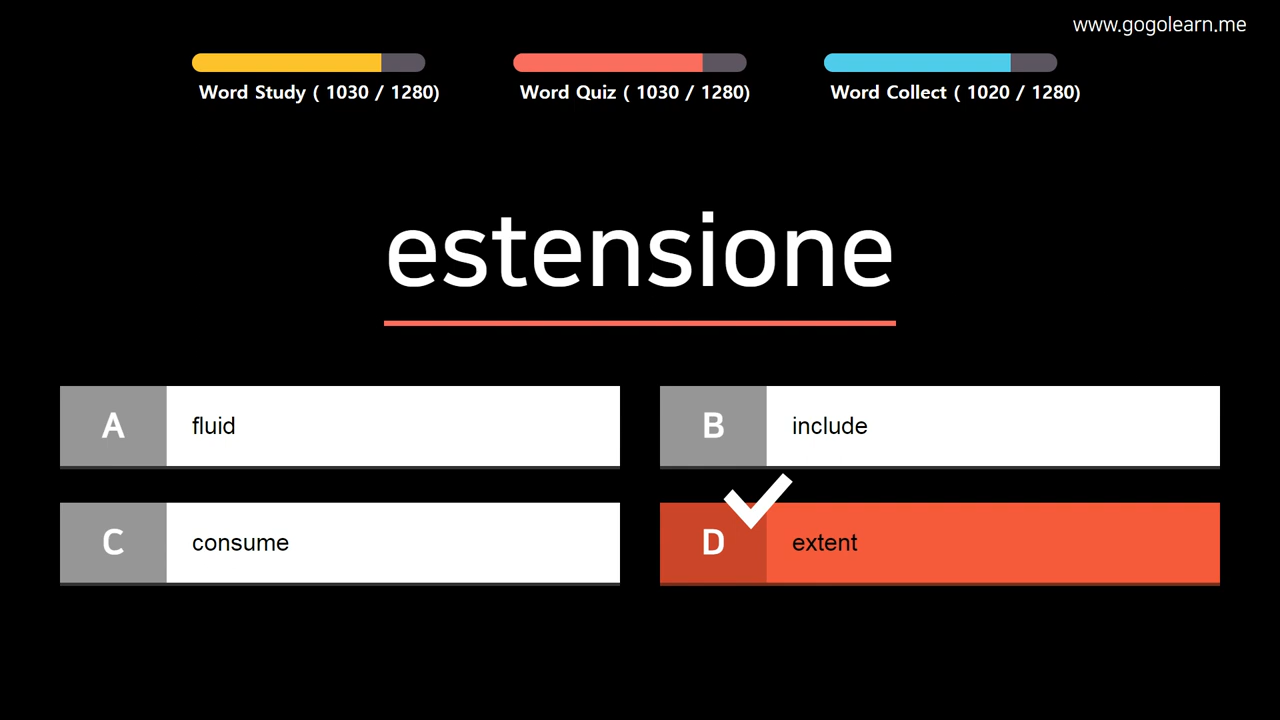 www.gogolearn.me
Word Study ( 1030 / 1280)
Word Quiz ( 1030 / 1280)
Word Collect ( 1020 / 1280)
estensione
A fluid
B include
C consume
D extent